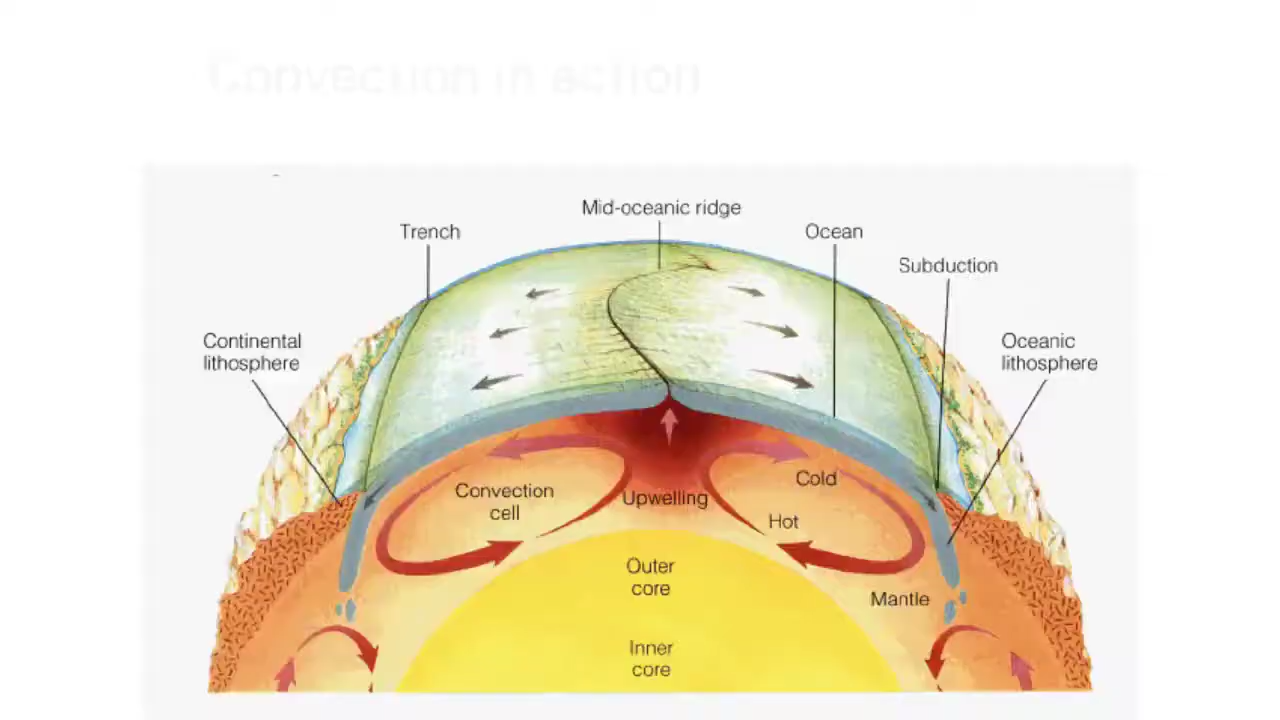 Convection in action
Mid-oceanic ridge
Trench
Ocean
Subduction
Continental
lithosphere
Oceanic
lithosphere
Cold
Convection
cell
Upwelling
Hot
Outer
core
Mantle
Inner
core